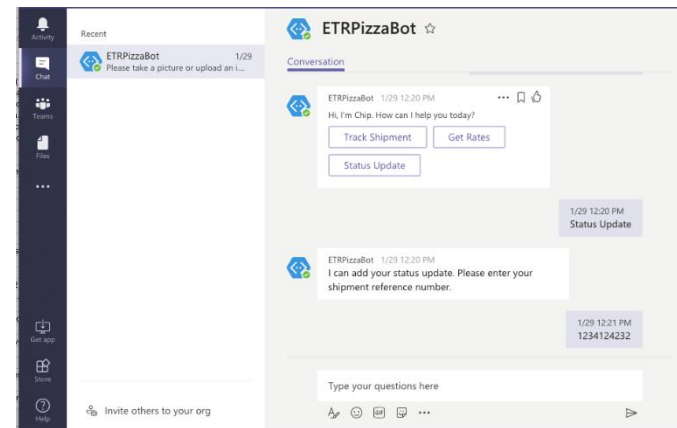 Activity
Chat
Teams
Files
Get app
Store
Help
Recent
ETRPizzaBot 1/29
Please take a picture or upload an i...
Invite others to your org
ETRPizzaBot
Conversation
ETRPizzaBot 1/29 12:20 PM
Hi, I'm Chip. How can I help you today?
Track Shipment Get Rates
Status Update
1/29 12:20 PM
Status Update
ETRPizzaBot 1/29 12:20 PM
I can add your status update. Please enter your
shipment reference number.
1/29 12:21 PM
1234124232
Type your questions here
GIF